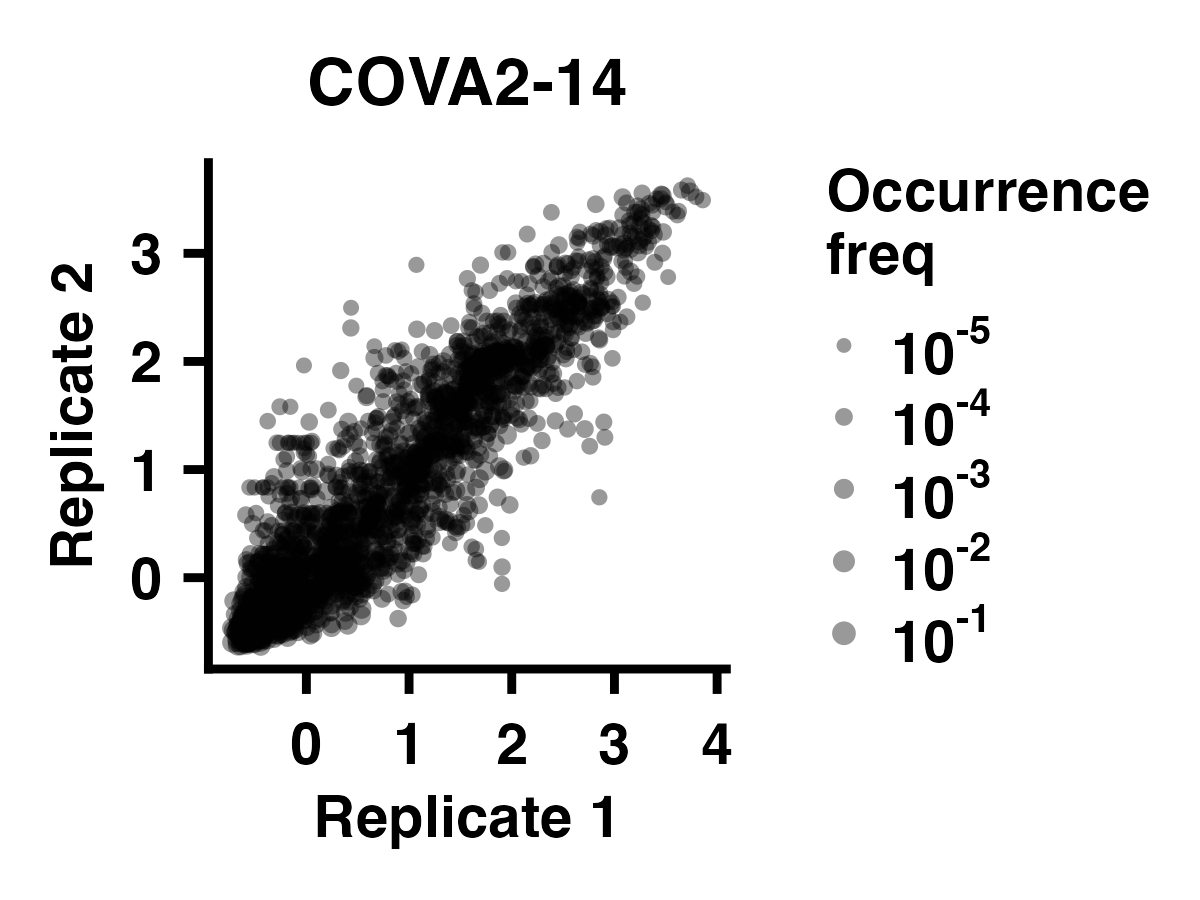 COVA2-14
Replicate 2
3
2
1
0
0 1 2 3 4
Replicate 1
Occurrence
freq
10^-5
10^-4
10^-3
10^-2
10^-1